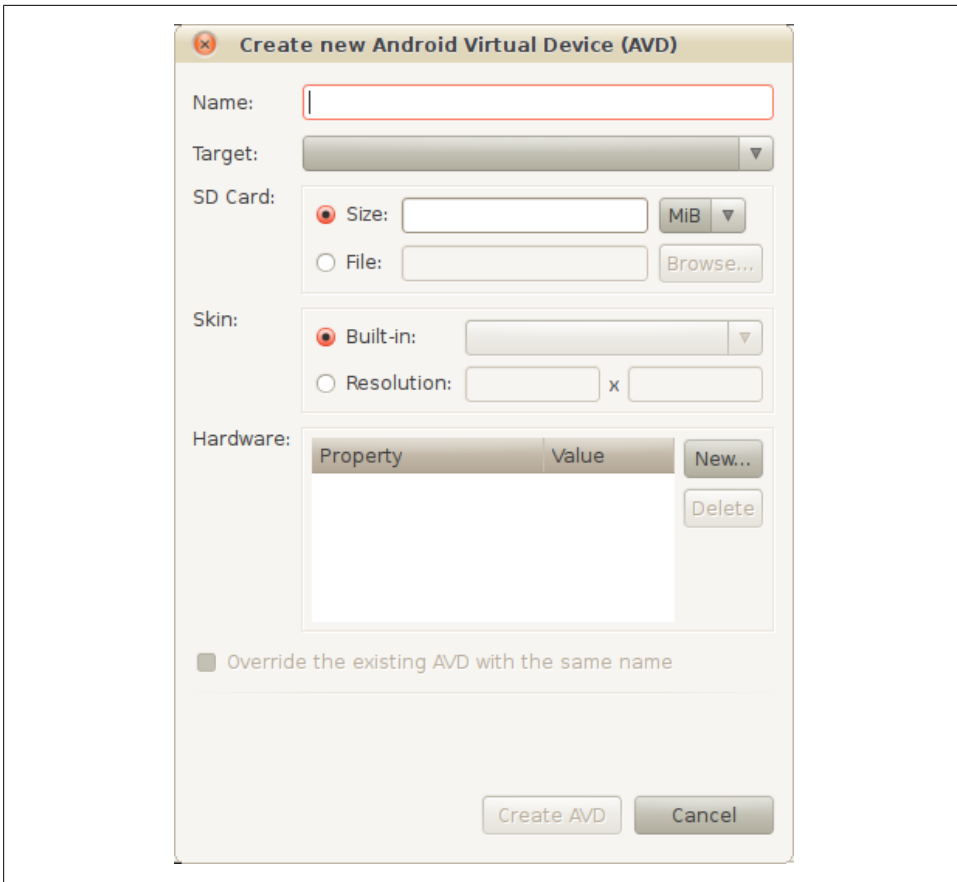 Create new Android Virtual Device (AVD)
Name:
Target:
SD Card:
Size:
MiB
File:
Browse...
Skin:
Built-in:
Resolution:
x
Hardware:
Property Value
New...
Delete
Override the existing AVD with the same name
Create AVD Cancel